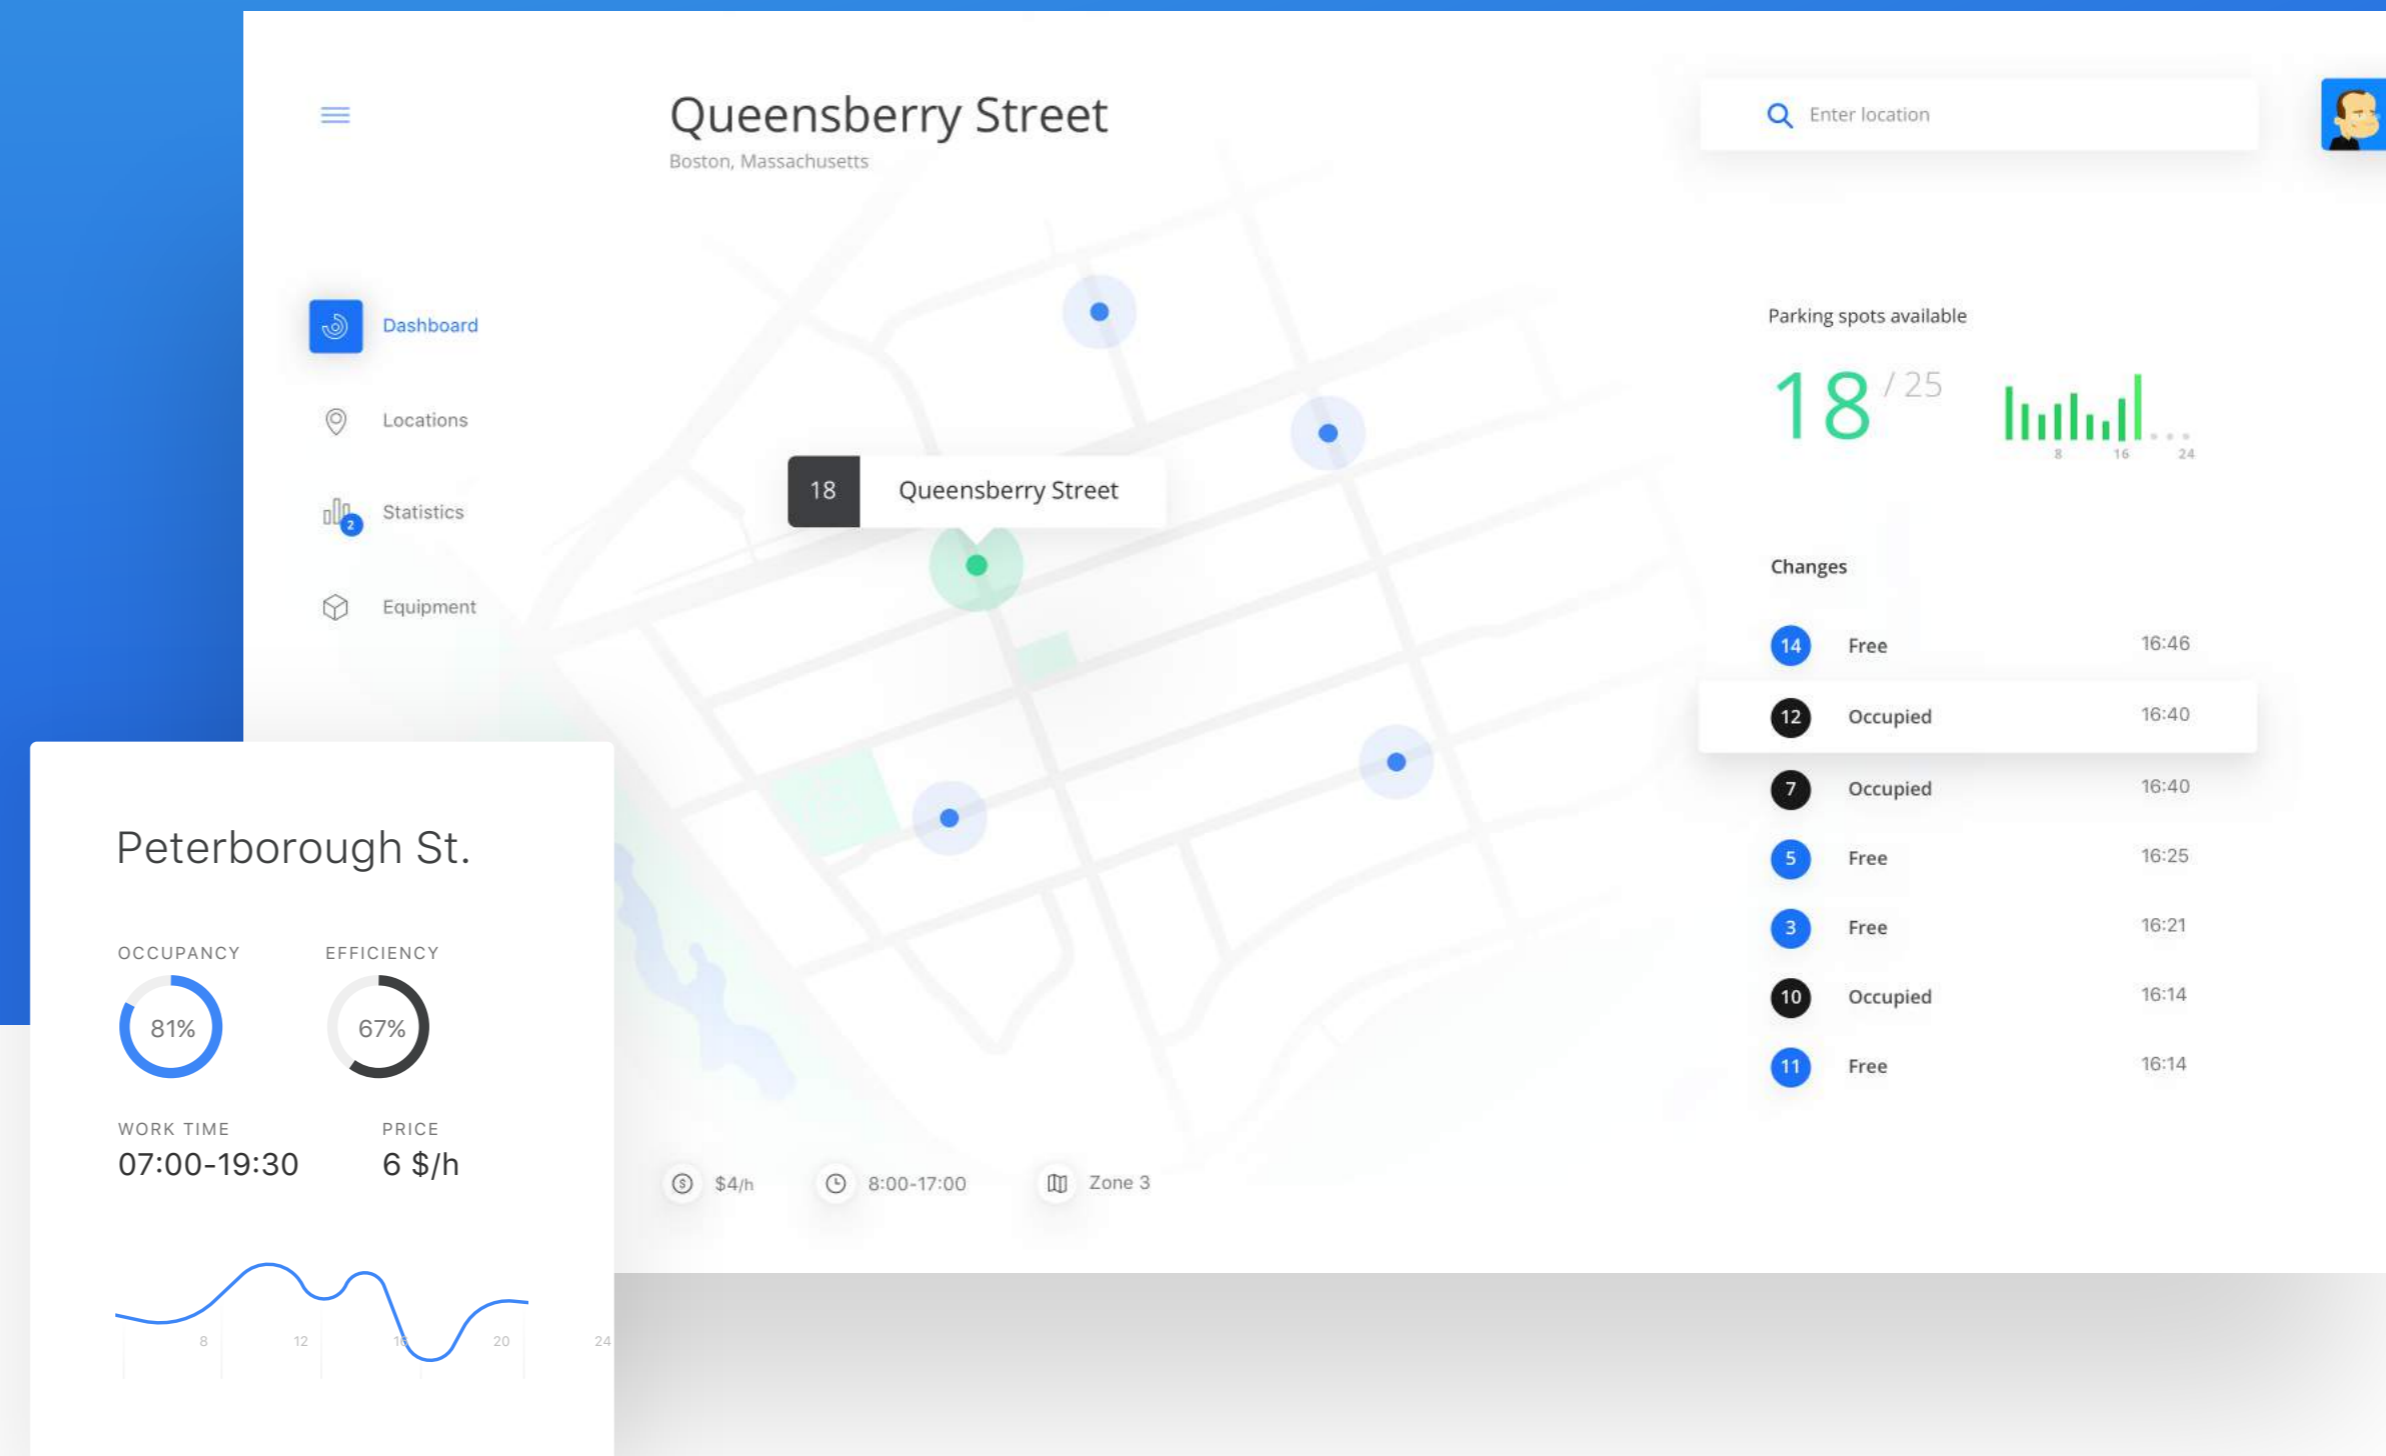 Queensberry Street
Boston, Massachusetts
Enter location
Dashboard
Locations
2
Statistics
Equipment
18 Queensberry Street
Parking spots available
18 / 25
8 16 24
Changes
14 Free 16:46
12 Occupied 16:40
7 Occupied 16:40
5 Free 16:25
3 Free 16:21
10 Occupied 16:14
11 Free 16:14
$4/h 8:00-17:00 Zone 3
Peterborough St.
OCCUPANCY EFFICIENCY
81% 67%
WORK TIME PRICE
07:00-19:30 6 $/h
8 12 16 20 24